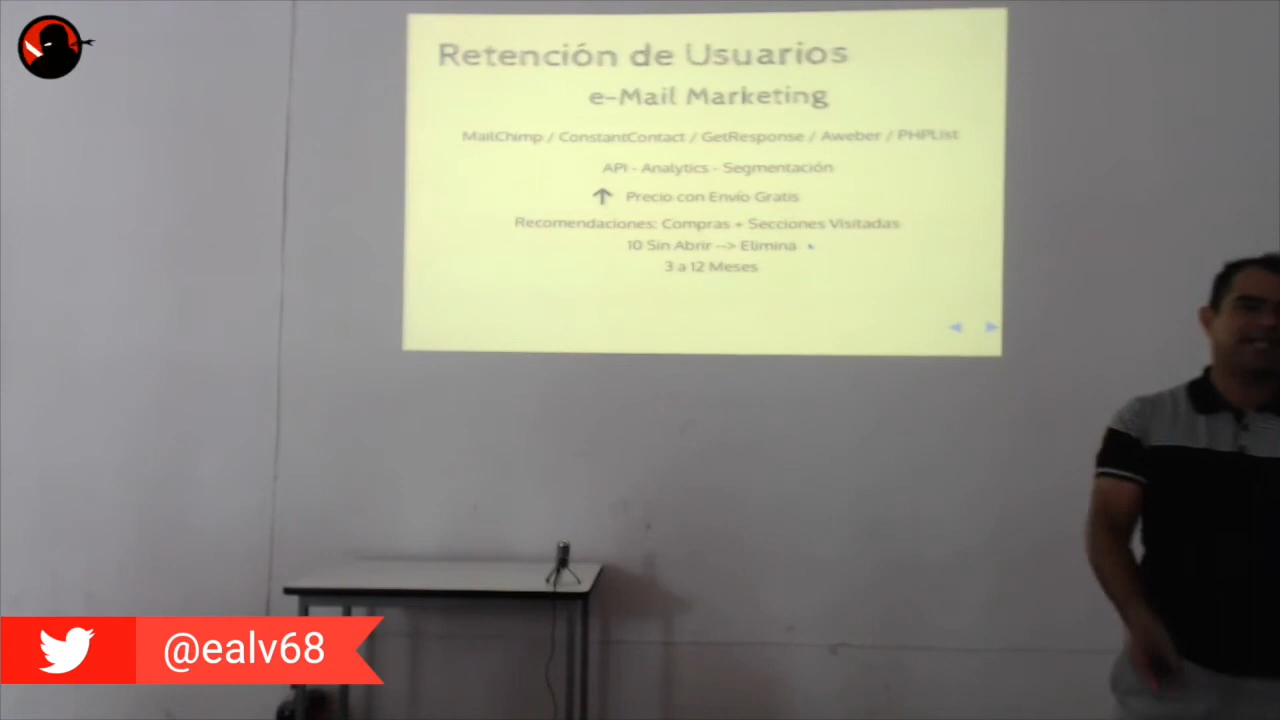 Retención de Usuarios
e-Mail Marketing
MailChimp / ConstantContact / GetResponse / Aweber / PHPList
API - Analytics - Segmentación
↑ Precio con Envío Gratis
Recomendaciones: Compras + Secciones Visitadas
10 Sin Abrir --> Elimina
3 a 12 Meses
@ealv68